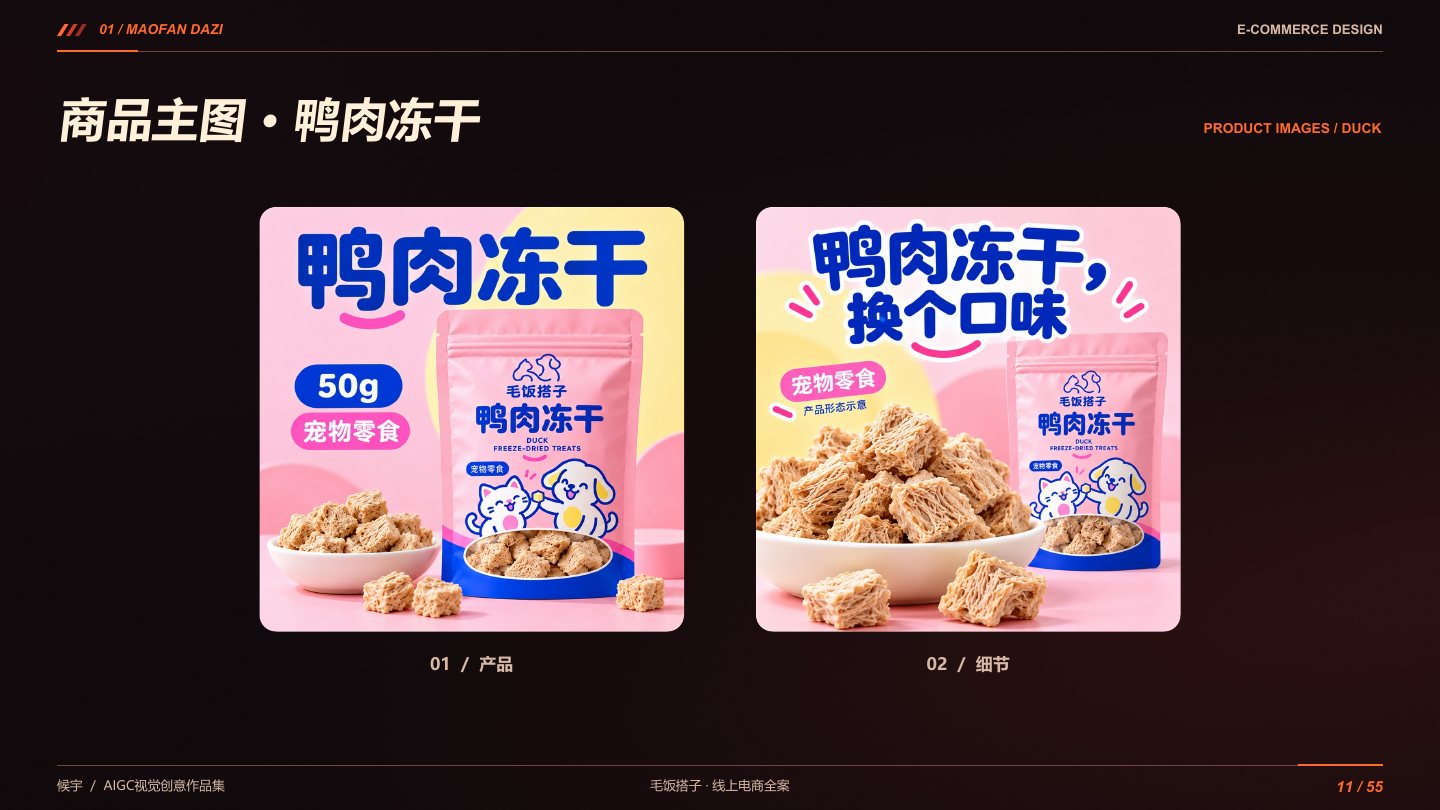 01 / MAOFAN DAZI
E-COMMERCE DESIGN
商品主图·鸭肉冻干
PRODUCT IMAGES / DUCK
鸭肉冻干
50g
宠物零食
毛饭搭子
鸭肉冻干
DUCK
FREEZE-DRIED TREATS
宠物零食
鸭肉冻干，
换个口味
宠物零食
产品形态示意
毛饭搭子
鸭肉冻干
DUCK
FREEZE-DRIED TREATS
宠物零食
01 / 产品
02 / 细节
候宇 / AIGC视觉创意作品集
毛饭搭子 · 线上电商全案
11 / 55